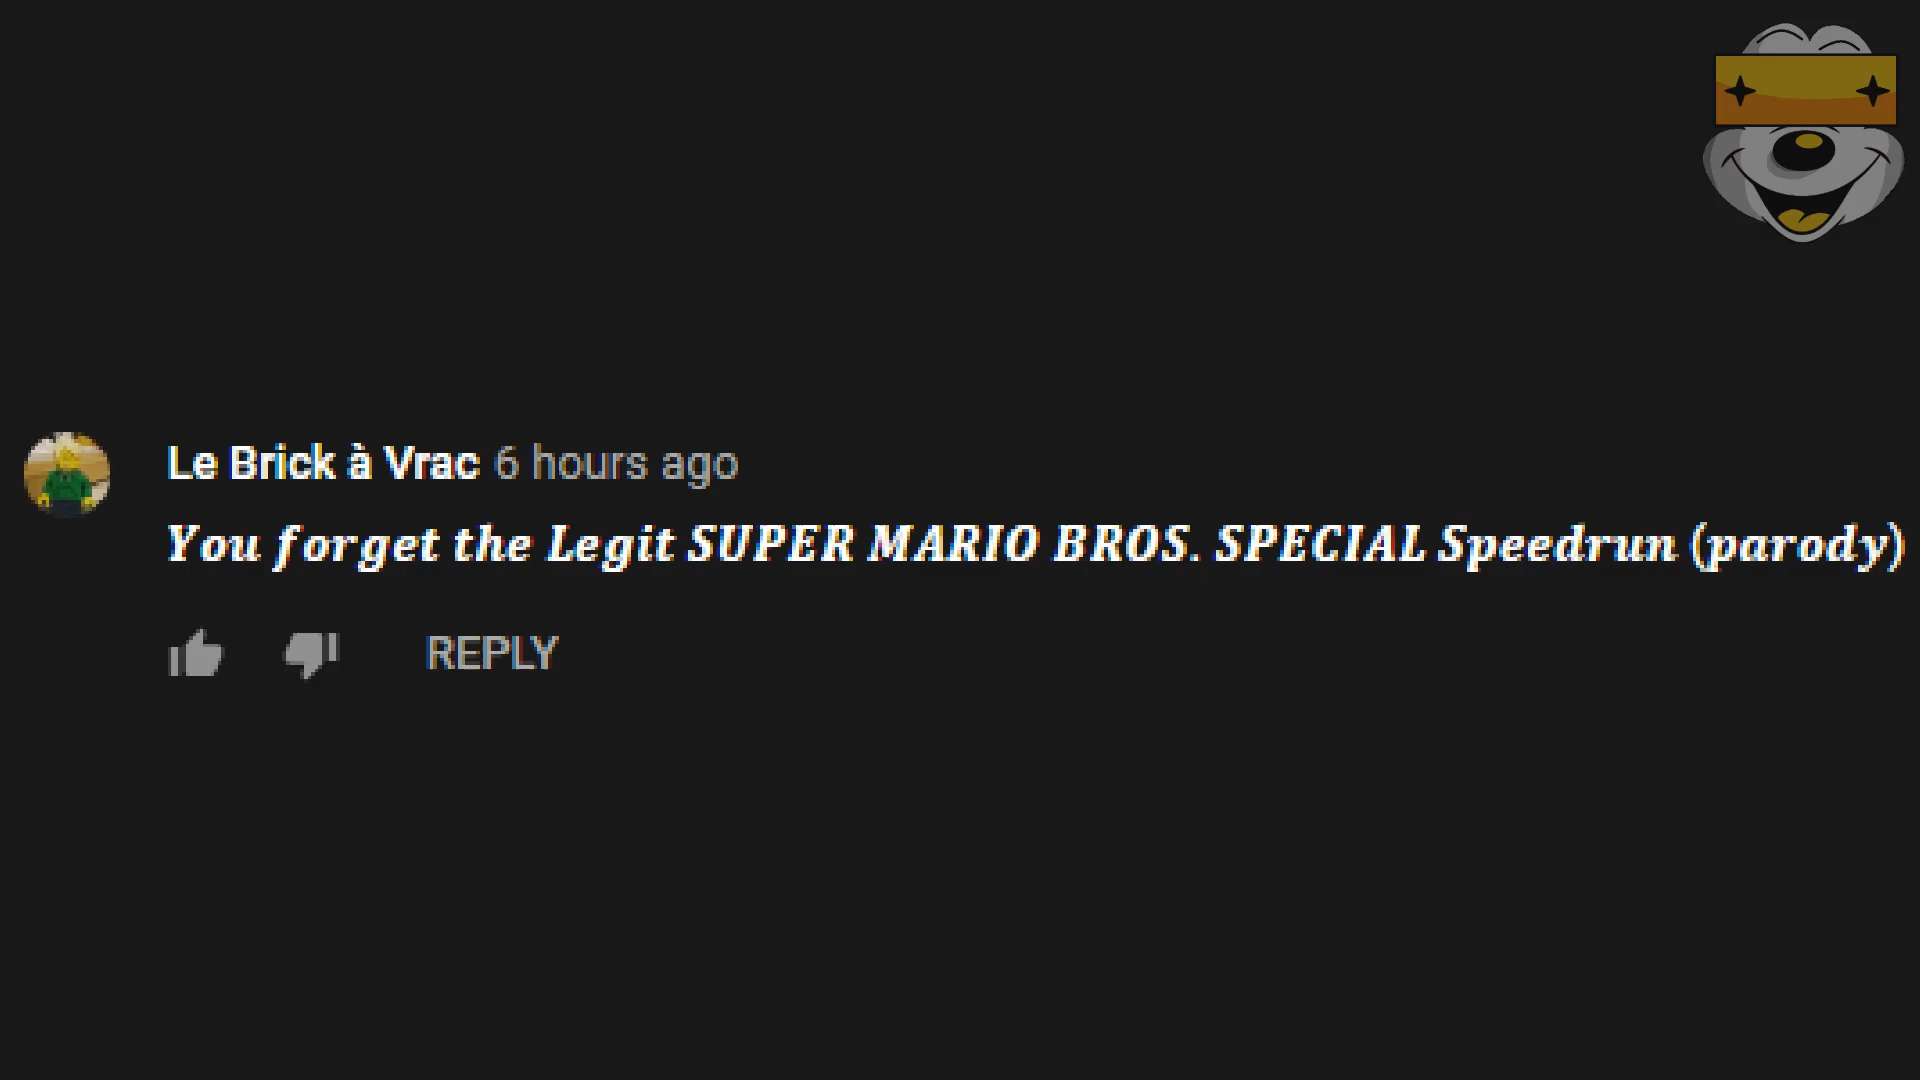 Le Brick à Vrac 6 hours ago
You forget the Legit SUPER MARIO BROS. SPECIAL Speedrun (parody)
REPLY